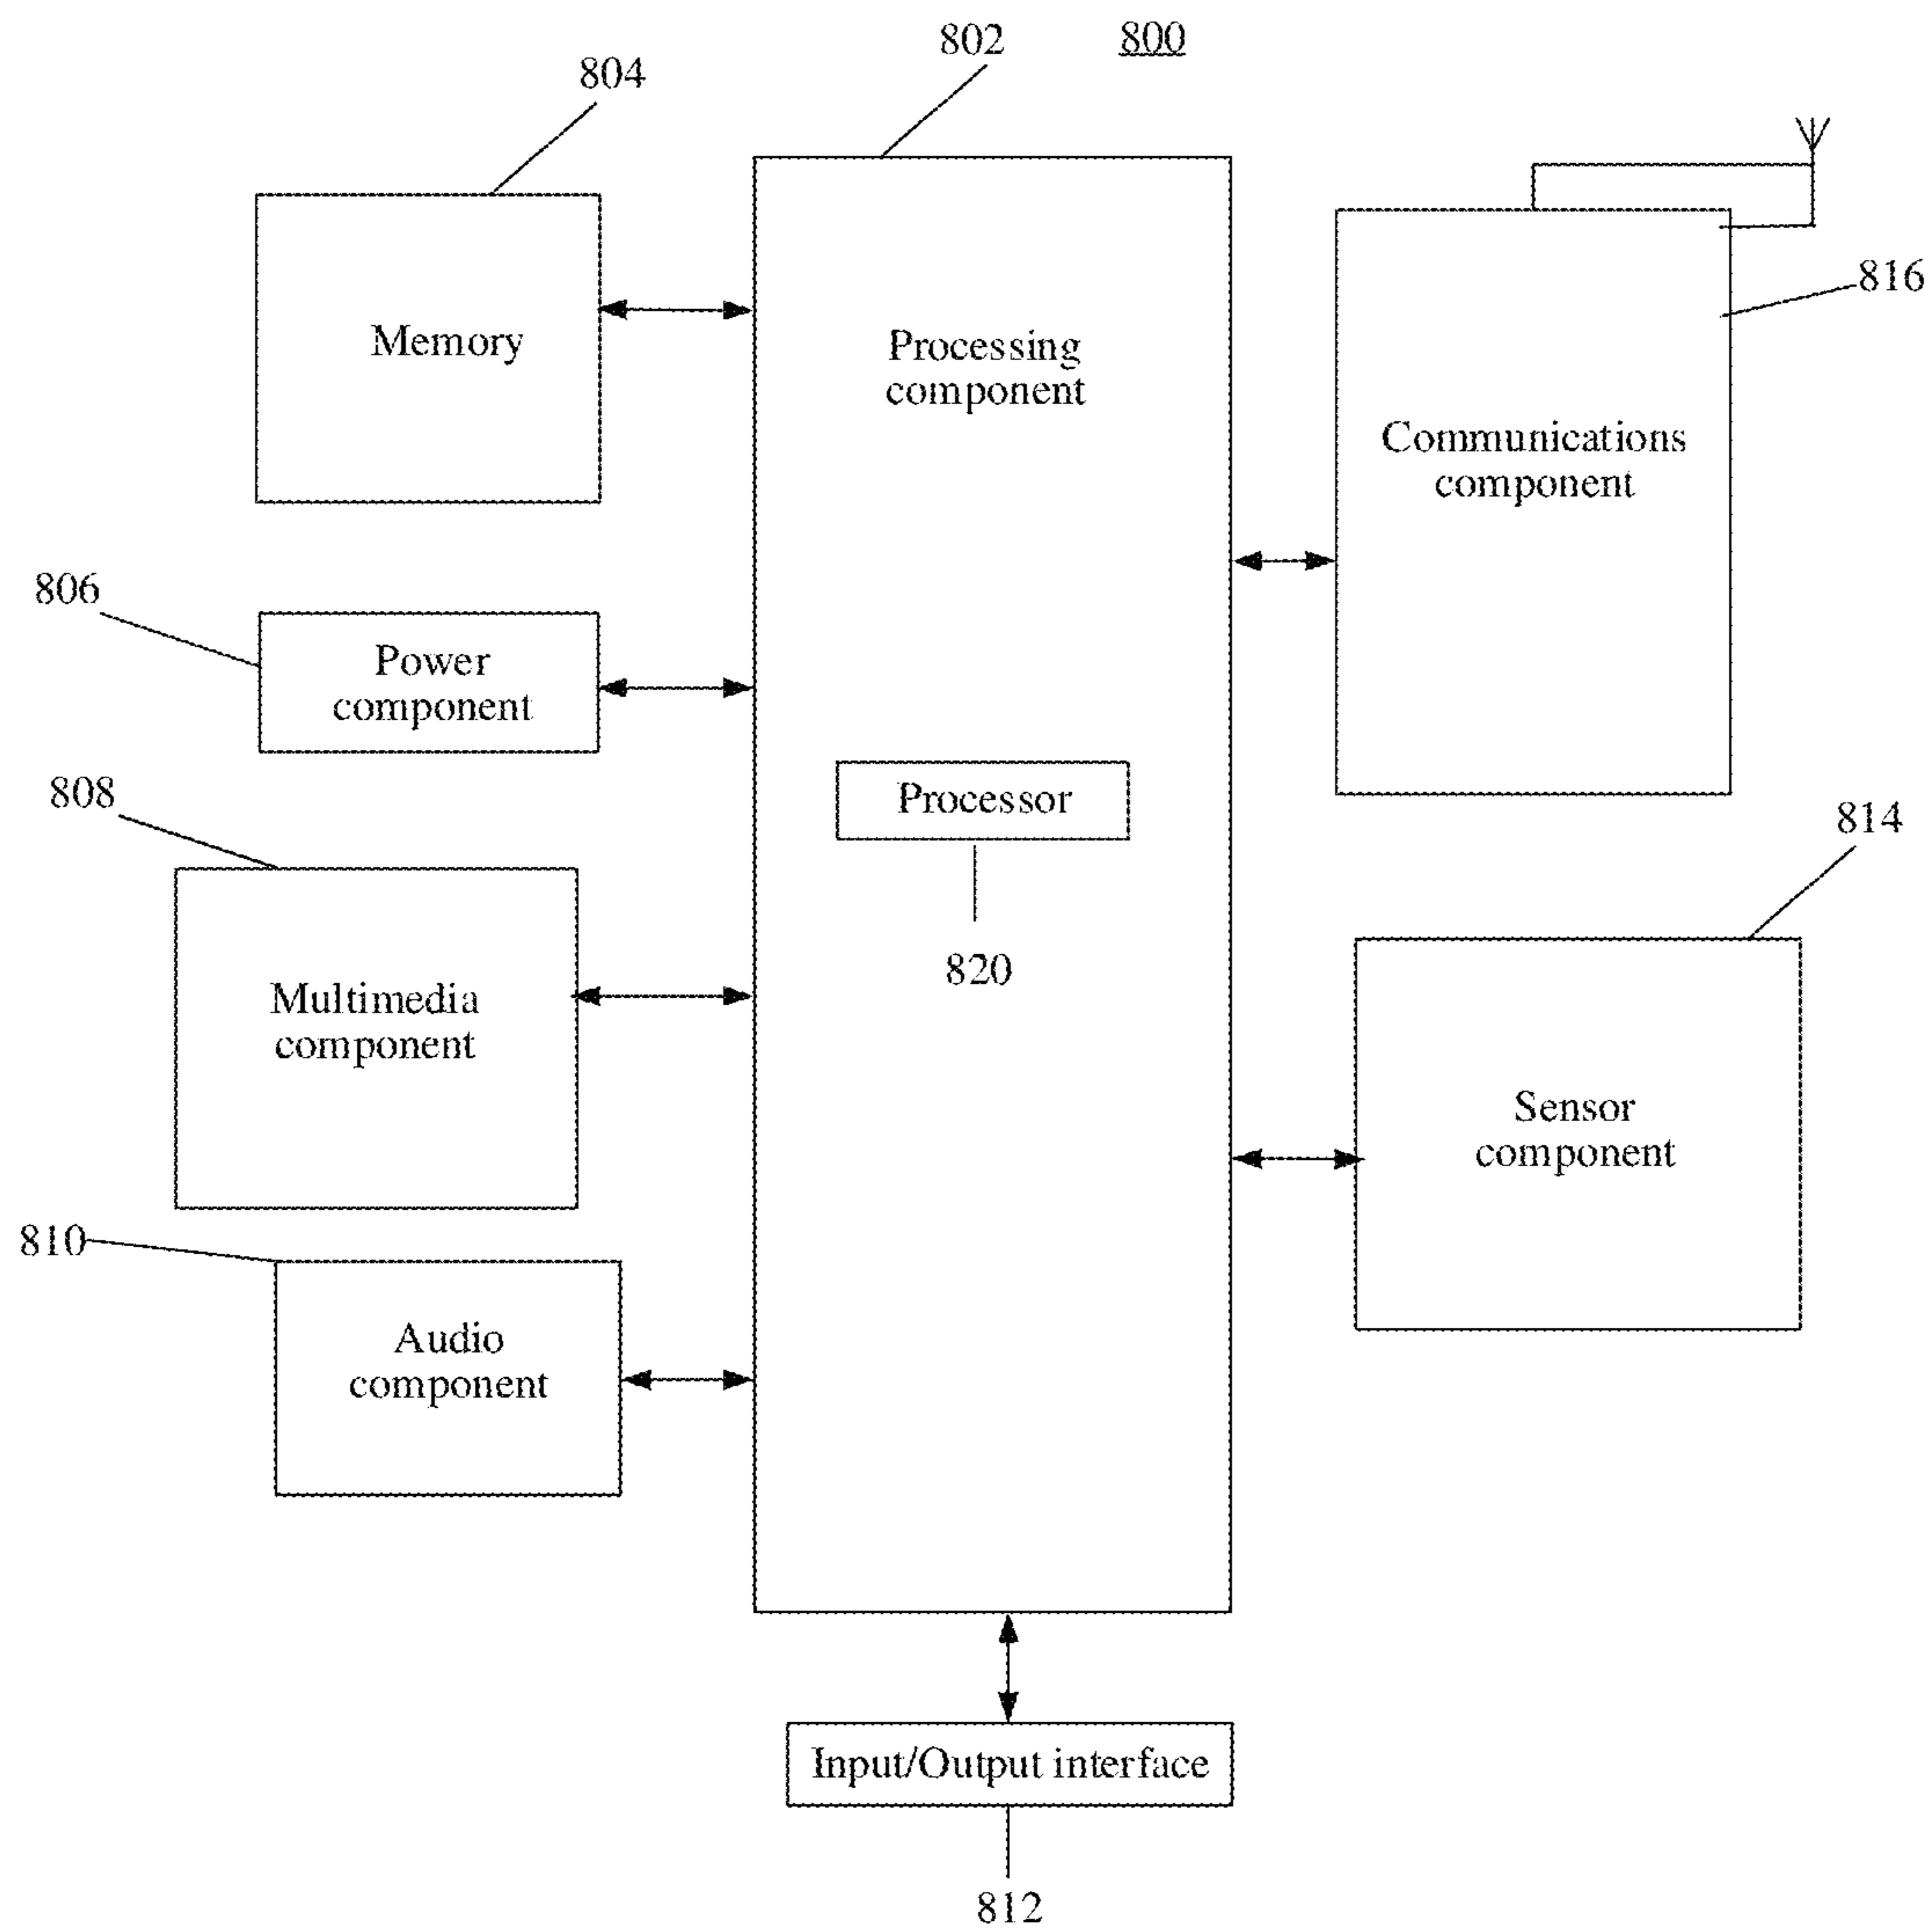 802
800
804
816
Memory
Processing
component
Communications
component
806
Power
component
808
Processor
814
820
Multimedia
component
Sensor
component
810
Audio
component
Input/Output interface
812